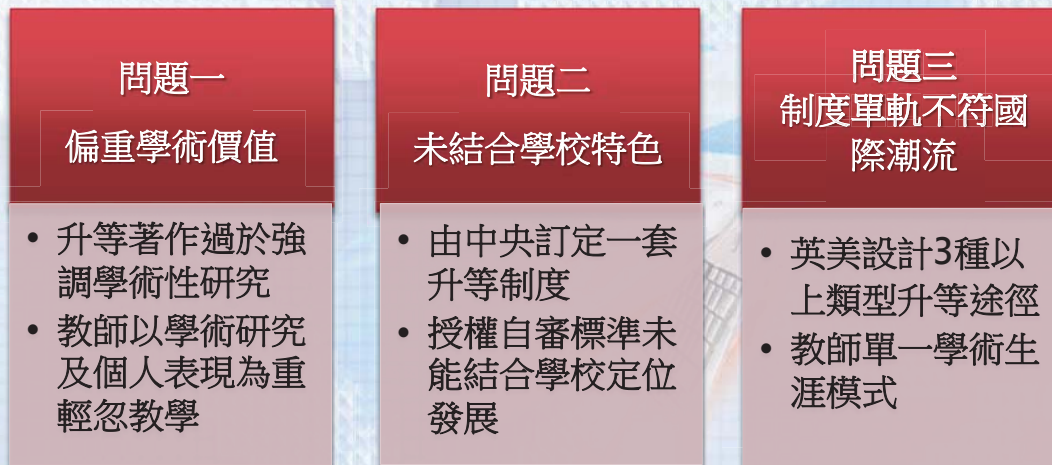 問題一
偏重學術價值
• 升等著作過於強
調學術性研究
• 教師以學術研究
及個人表現為重
輕忽教學
問題二
未結合學校特色
• 由中央訂定一套
升等制度
• 授權自審標準未
能結合學校定位
發展
問題三
制度單軌不符國
際潮流
• 英美設計3種以
上類型升等途徑
• 教師單一學術生
涯模式